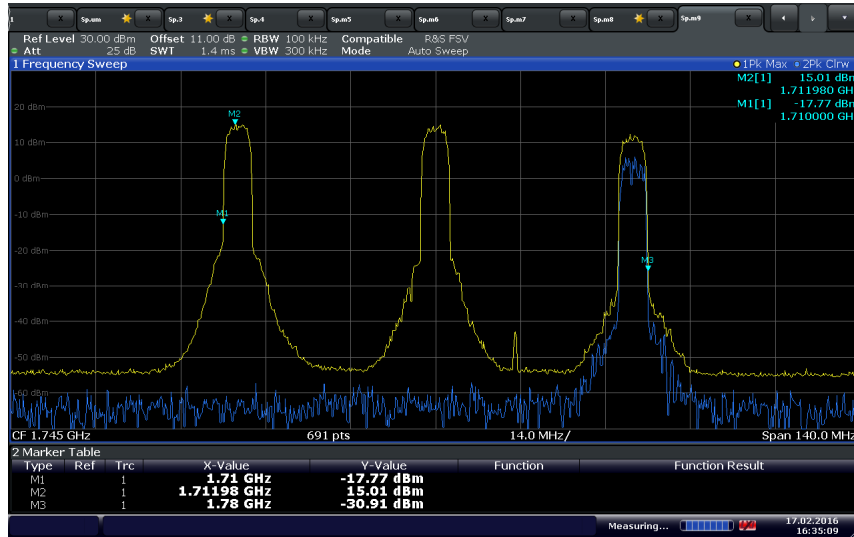 1 X Sp.um X Sp.3 X Sp.4 X Sp.m5 X Sp.m6 X Sp.m7 X Sp.m8 X Sp.m9 X
Ref Level 30.00 dBm Offset 11.00 dB RBW 100 kHz Compatible R&S FSV
Att 25 dB SWT 1.4 ms VBW 300 kHz Mode Auto Sweep
1 Frequency Sweep 1Pk Max 2Pk Clrw
M2[1] 15.01 dBm
1.711980 GH
M1[1] -17.77 dBm
1.710000 GH
20 dBm
M2
10 dBm
0 dBm
-10 dBm
M1
-20 dBm
M3
-30 dBm
-40 dBm
-50 dBm
-60 dBm
CF 1.745 GHz 691 pts 14.0 MHz/ Span 140.0 MHz
2 Marker Table
Type Ref Trc X-Value Y-Value Function Function Result
M1 1 1.71 GHz -17.77 dBm
M2 1 1.71198 GHz 15.01 dBm
M3 1 1.78 GHz -30.91 dBm
Measuring... 17.02.2016
16:35:09